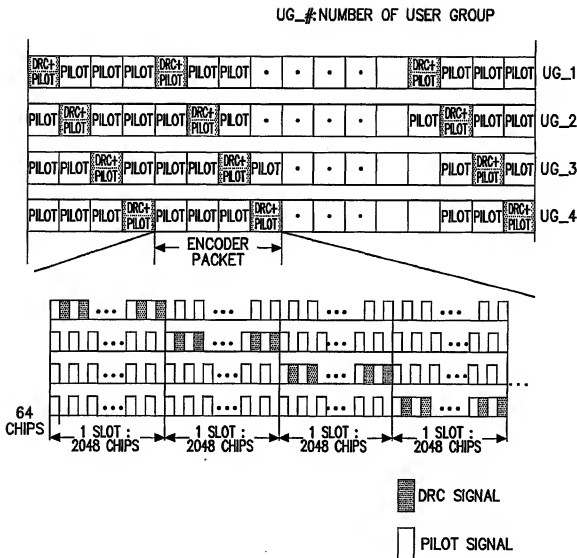 UG_#:NUMBER OF USER GROUP
DRC+ PILOT PILOT PILOT PILOT DRC+ PILOT PILOT PILOT • • • • DRC+ PILOT PILOT PILOT PILOT UG_1
PILOT DRC+ PILOT PILOT PILOT PILOT DRC+ PILOT PILOT • • • • PILOT DRC+ PILOT PILOT PILOT UG_2
PILOT PILOT DRC+ PILOT PILOT PILOT PILOT DRC+ PILOT PILOT • • • • PILOT DRC+ PILOT PILOT UG_3
PILOT PILOT PILOT DRC+ PILOT PILOT PILOT PILOT DRC+ PILOT • • • • PILOT PILOT DRC+ PILOT UG_4
ENCODER
PACKET
64
CHIPS
1 SLOT :
2048 CHIPS
1 SLOT :
2048 CHIPS
1 SLOT :
2048 CHIPS
1 SLOT :
2048 CHIPS
DRC SIGNAL
PILOT SIGNAL